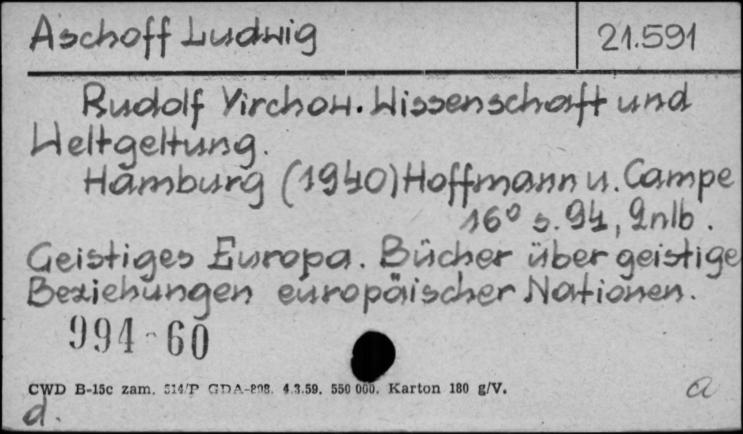 Aschoff Ludwig 21.591
Rudolf Virchow. Wissenschaft und
Weltgeltung.
Hamburg (1940) Hoffmann u. Campe
16° s. 94, 2nlb.
Geistiges Europa. Bücher über geistige
Beziehungen europäischer Nationen.
994-60
CWD B-15c zam. 514/P GDA-808. 4.3.59. 550 000. Karton 180 g/V.
a
d.